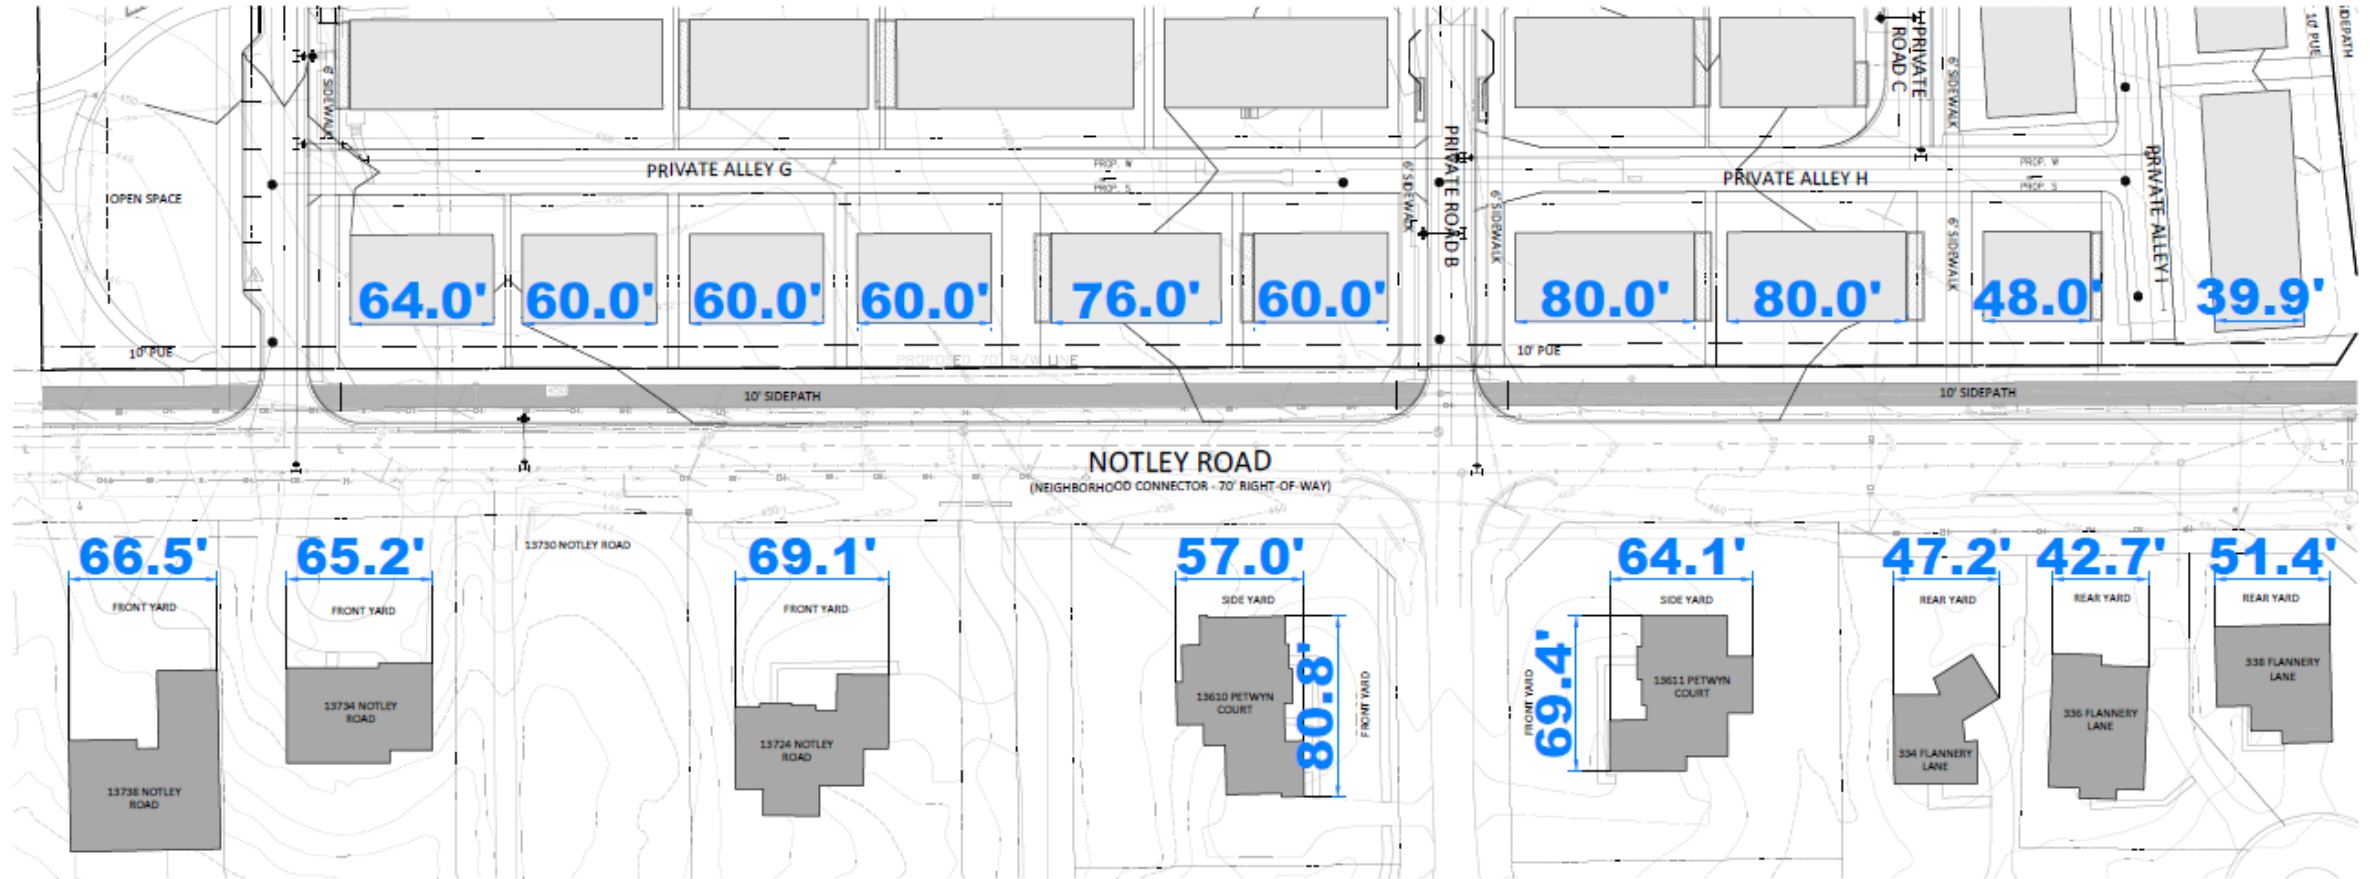 10' PUE
SIDEPATH
PRIVATE
ROAD C
6' SIDEWALK
6' SIDEWALK
PRIVATE ALLEY G
PROP. W
PROP. S
6' SIDEWALK
PRIVATE ROAD B
6' SIDEWALK
PRIVATE ALLEY H
PROP. W
PROP. S
6' SIDEWALK
PRIVATE ALLEY I
OPEN SPACE
64.0'
60.0'
60.0'
60.0'
76.0'
60.0'
80.0'
80.0'
48.0'
39.9'
10' PUE
PROPOSED 70' R/W LINE
10' PUE
10' SIDEPATH
10' SIDEPATH
NOTLEY ROAD
(NEIGHBORHOOD CONNECTOR - 70' RIGHT-OF-WAY)
66.5'
65.2'
13730 NOTLEY ROAD
69.1'
57.0'
64.1'
47.2'
42.7'
51.4'
FRONT YARD
FRONT YARD
FRONT YARD
SIDE YARD
SIDE YARD
REAR YARD
REAR YARD
REAR YARD
13738 NOTLEY
ROAD
13734 NOTLEY
ROAD
13724 NOTLEY
ROAD
13610 PETWYN
COURT
80.8'
FRONT YARD
FRONT YARD
69.4'
13611 PETWYN
COURT
334 FLANNERY
LANE
336 FLANNERY
LANE
338 FLANNERY
LANE